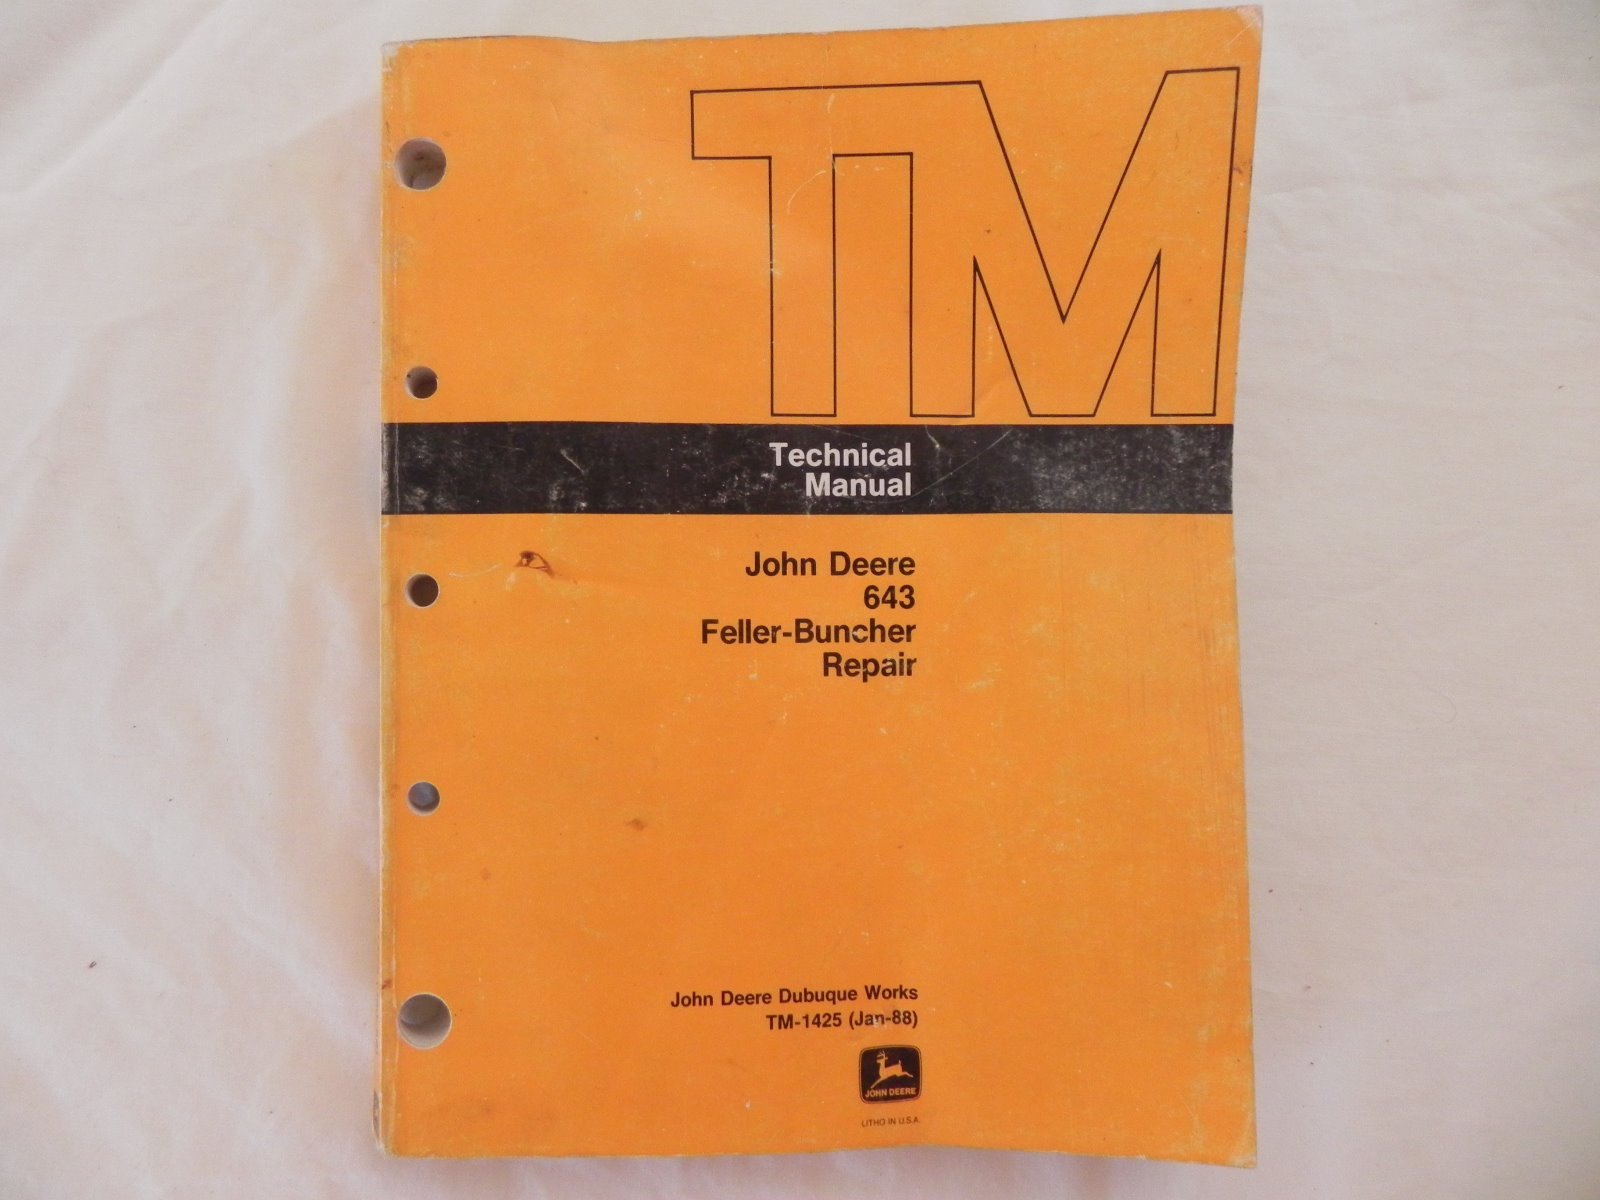 TM
Technical
Manual
John Deere
643
Feller-Buncher
Repair
John Deere Dubuque Works
TM-1425 (Jan-88)
JOHN DEERE
LITHO IN U.S.A.